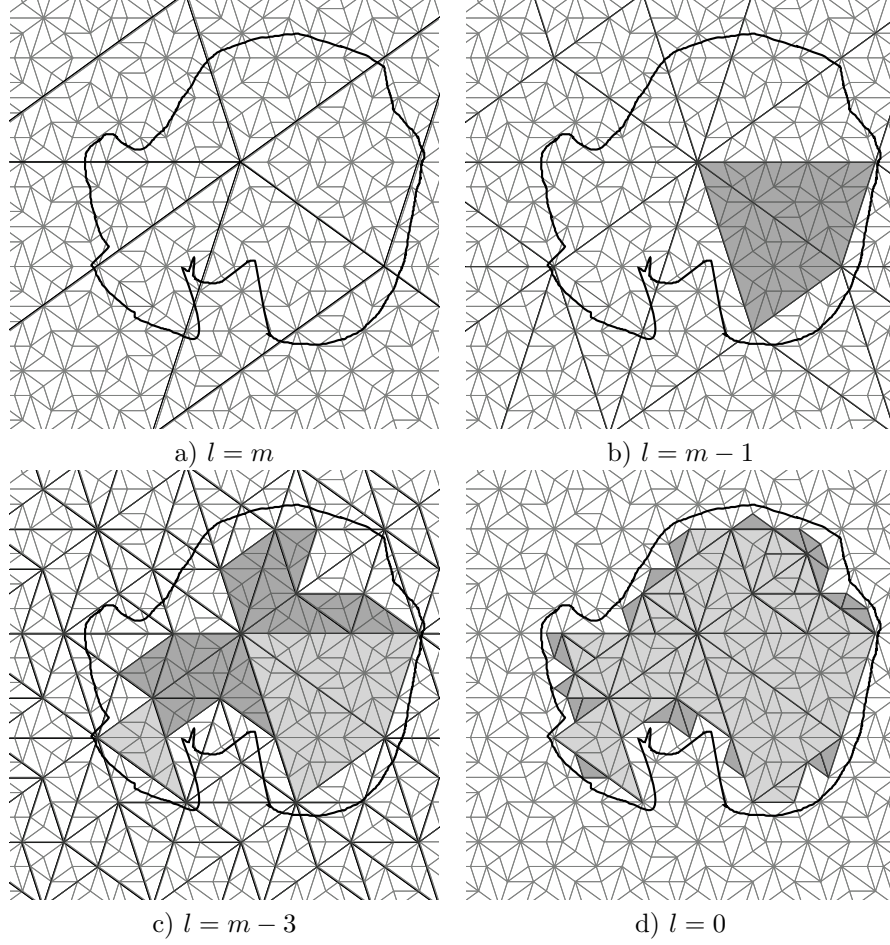 a) l = m
b) l = m − 1
c) l = m − 3
d) l = 0